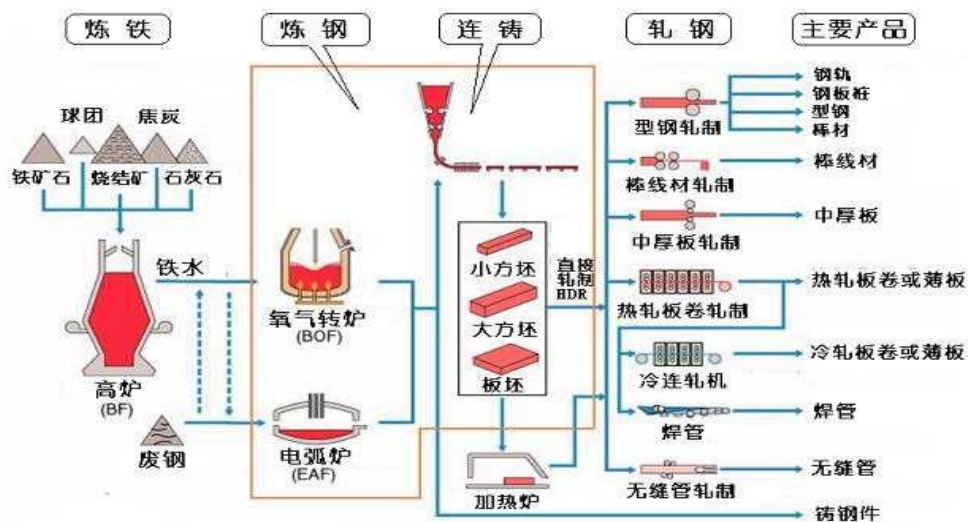 炼铁
炼钢
连铸
轧钢
主要产品
球团
焦炭
铁矿石
烧结矿
石灰石
铁水
高炉
(BF)
废钢
氧气转炉
(BOF)
电弧炉
(EAF)
小方坯
大方坯
板坯
直接
轧制
HDR
加热炉
型钢轧制
棒线材轧制
中厚板轧制
热轧板卷轧制
冷连轧机
焊管
无缝管轧制
钢轨
钢板桩
型钢
棒材
棒线材
中厚板
热轧板卷或薄板
冷轧板卷或薄板
焊管
无缝管
铸钢件